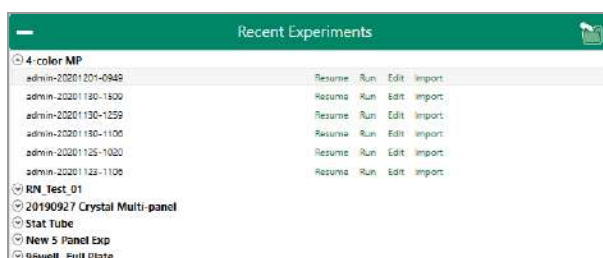 Recent Experiments
4-color MP
admin-20201201-0949 Resume Run Edit Import
admin-20201130-1509 Resume Run Edit Import
admin-20201130-1259 Resume Run Edit Import
admin-20201130-1106 Resume Run Edit Import
admin-20201125-1020 Resume Run Edit Import
admin-20201123-1106 Resume Run Edit Import
RN_Test_01
20190927 Crystal Multi-panel
Stat Tube
New 5 Panel Exp
96well_Full Plate